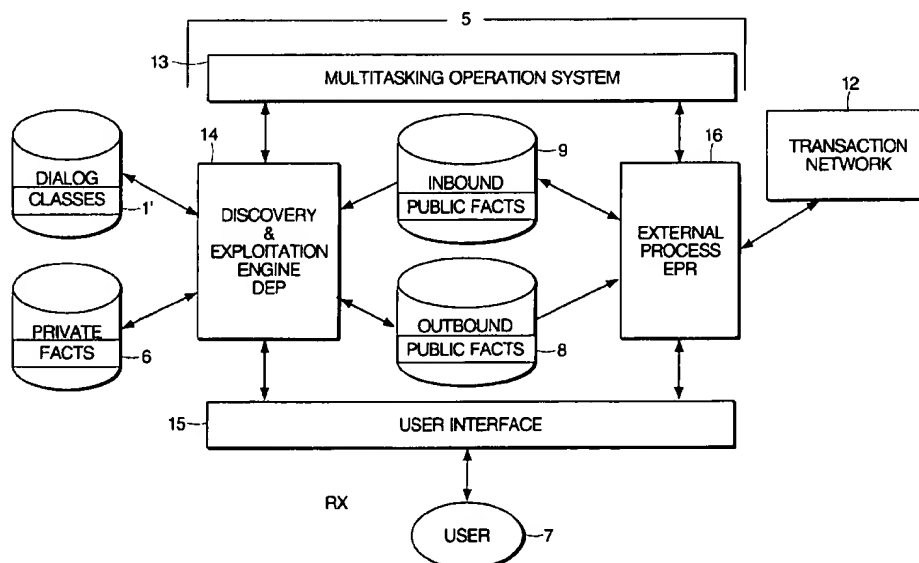 5
13
MULTITASKING OPERATION SYSTEM
12
TRANSACTION
NETWORK
14
9
16
DIALOG
CLASSES
1'
DISCOVERY
&
EXPLOITATION
ENGINE
DEP
INBOUND
PUBLIC FACTS
EXTERNAL
PROCESS
EPR
PRIVATE
FACTS
6
OUTBOUND
PUBLIC FACTS
8
15
USER INTERFACE
RX
USER
7